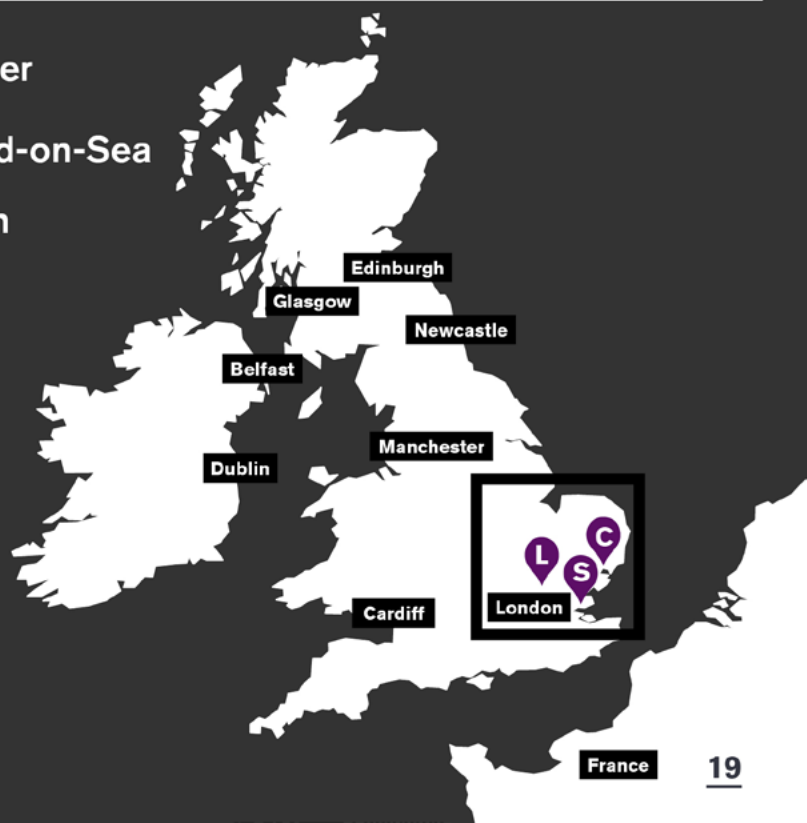 er
d-on-Sea
n
Edinburgh
Glasgow
Newcastle
Belfast
Manchester
Dublin
C
L
S
London
Cardiff
France
19